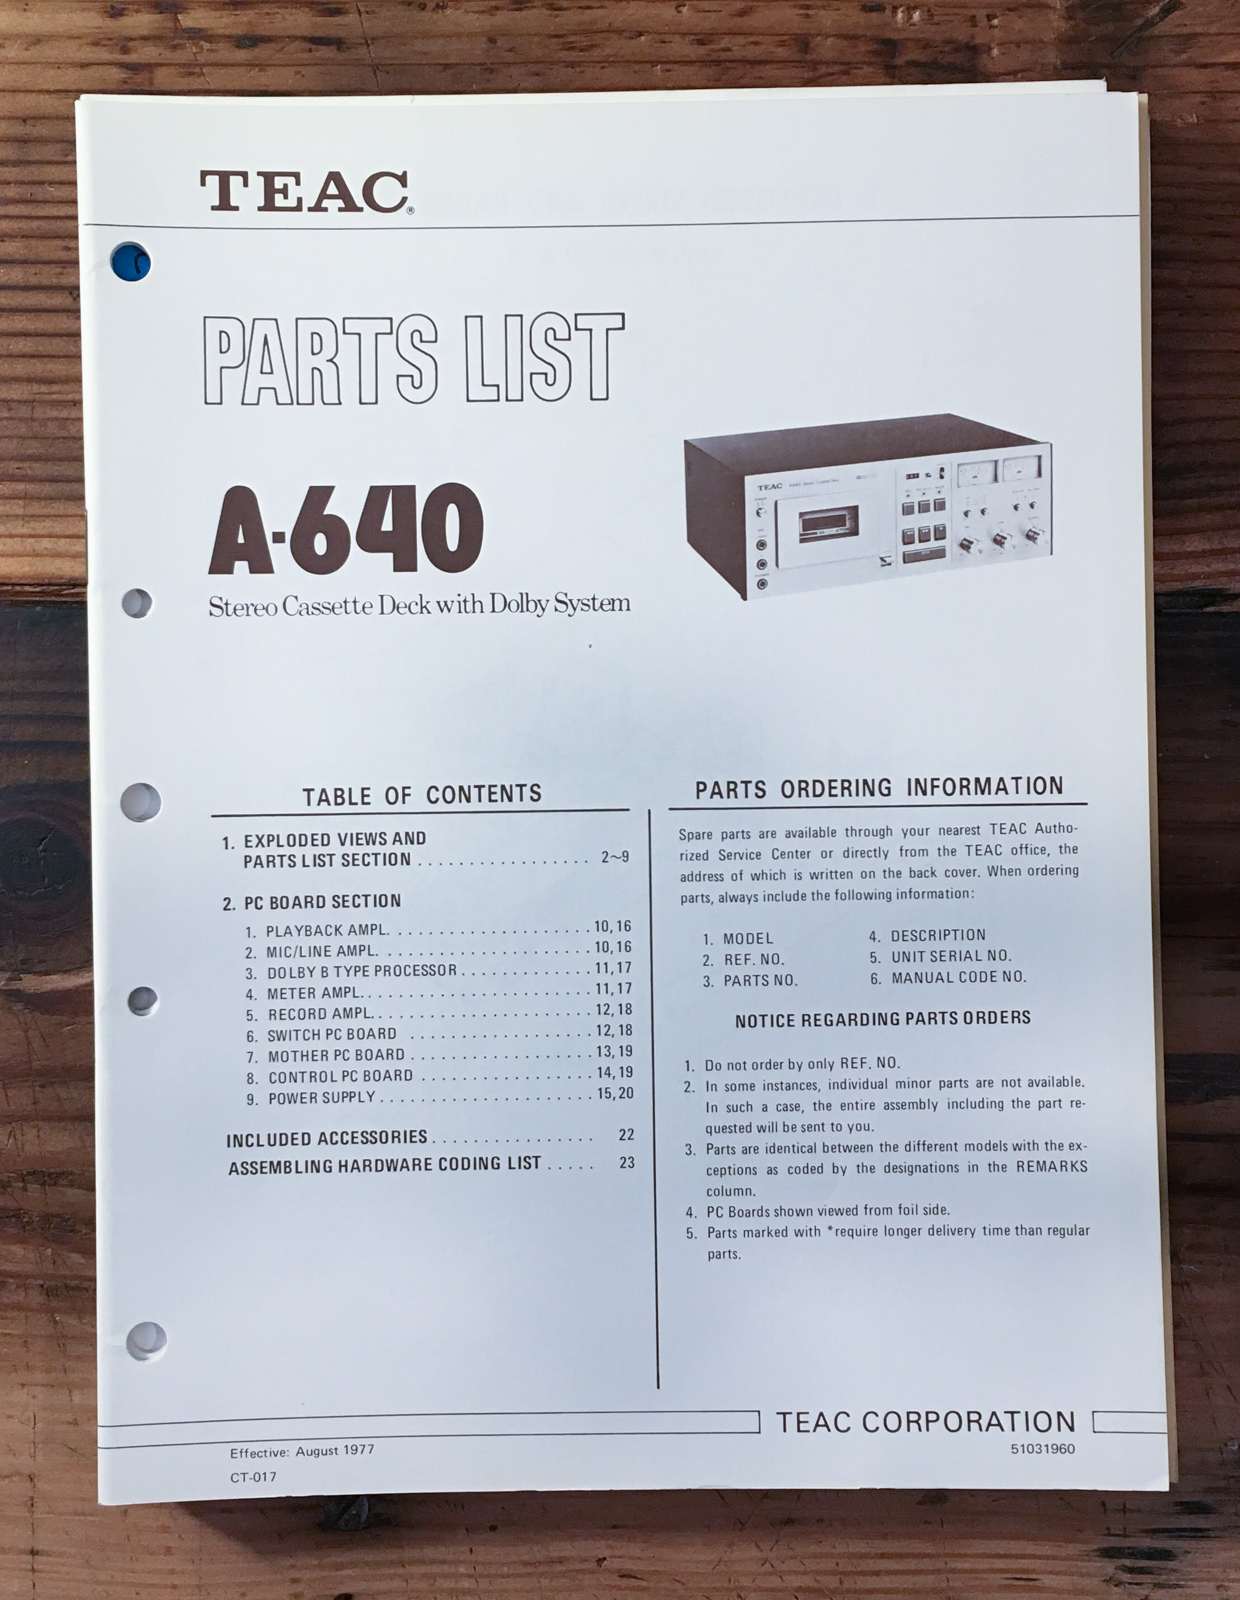 TEAC®
PARTS LIST
A-640
Stereo Cassette Deck with Dolby System
TEAC
TABLE OF CONTENTS
1. EXPLODED VIEWS AND
PARTS LIST SECTION . . . . . . . . . . . . . . . . 2~9
2. PC BOARD SECTION
1. PLAYBACK AMPL. . . . . . . . . . . . . . . . . . . . . 10, 16
2. MIC/LINE AMPL. . . . . . . . . . . . . . . . . . . . . . 10, 16
3. DOLBY B TYPE PROCESSOR . . . . . . . . . . . . . 11, 17
4. METER AMPL. . . . . . . . . . . . . . . . . . . . . . . . 11, 17
5. RECORD AMPL. . . . . . . . . . . . . . . . . . . . . . . 12, 18
6. SWITCH PC BOARD . . . . . . . . . . . . . . . . . . 12, 18
7. MOTHER PC BOARD . . . . . . . . . . . . . . . . . . 13, 19
8. CONTROL PC BOARD . . . . . . . . . . . . . . . . . 14, 19
9. POWER SUPPLY . . . . . . . . . . . . . . . . . . . . . 15, 20
INCLUDED ACCESSORIES . . . . . . . . . . . . . . . . 22
ASSEMBLING HARDWARE CODING LIST . . . . . 23
PARTS ORDERING INFORMATION
Spare parts are available through your nearest TEAC Autho-
rized Service Center or directly from the TEAC office, the
address of which is written on the back cover. When ordering
parts, always include the following information:
1. MODEL
2. REF. NO.
3. PARTS NO.
4. DESCRIPTION
5. UNIT SERIAL NO.
6. MANUAL CODE NO.
NOTICE REGARDING PARTS ORDERS
1. Do not order by only REF. NO.
2. In some instances, individual minor parts are not available.
In such a case, the entire assembly including the part re-
quested will be sent to you.
3. Parts are identical between the different models with the ex-
ceptions as coded by the designations in the REMARKS
column.
4. PC Boards shown viewed from foil side.
5. Parts marked with *require longer delivery time than regular
parts.
TEAC CORPORATION
51031960
Effective: August 1977
CT-017